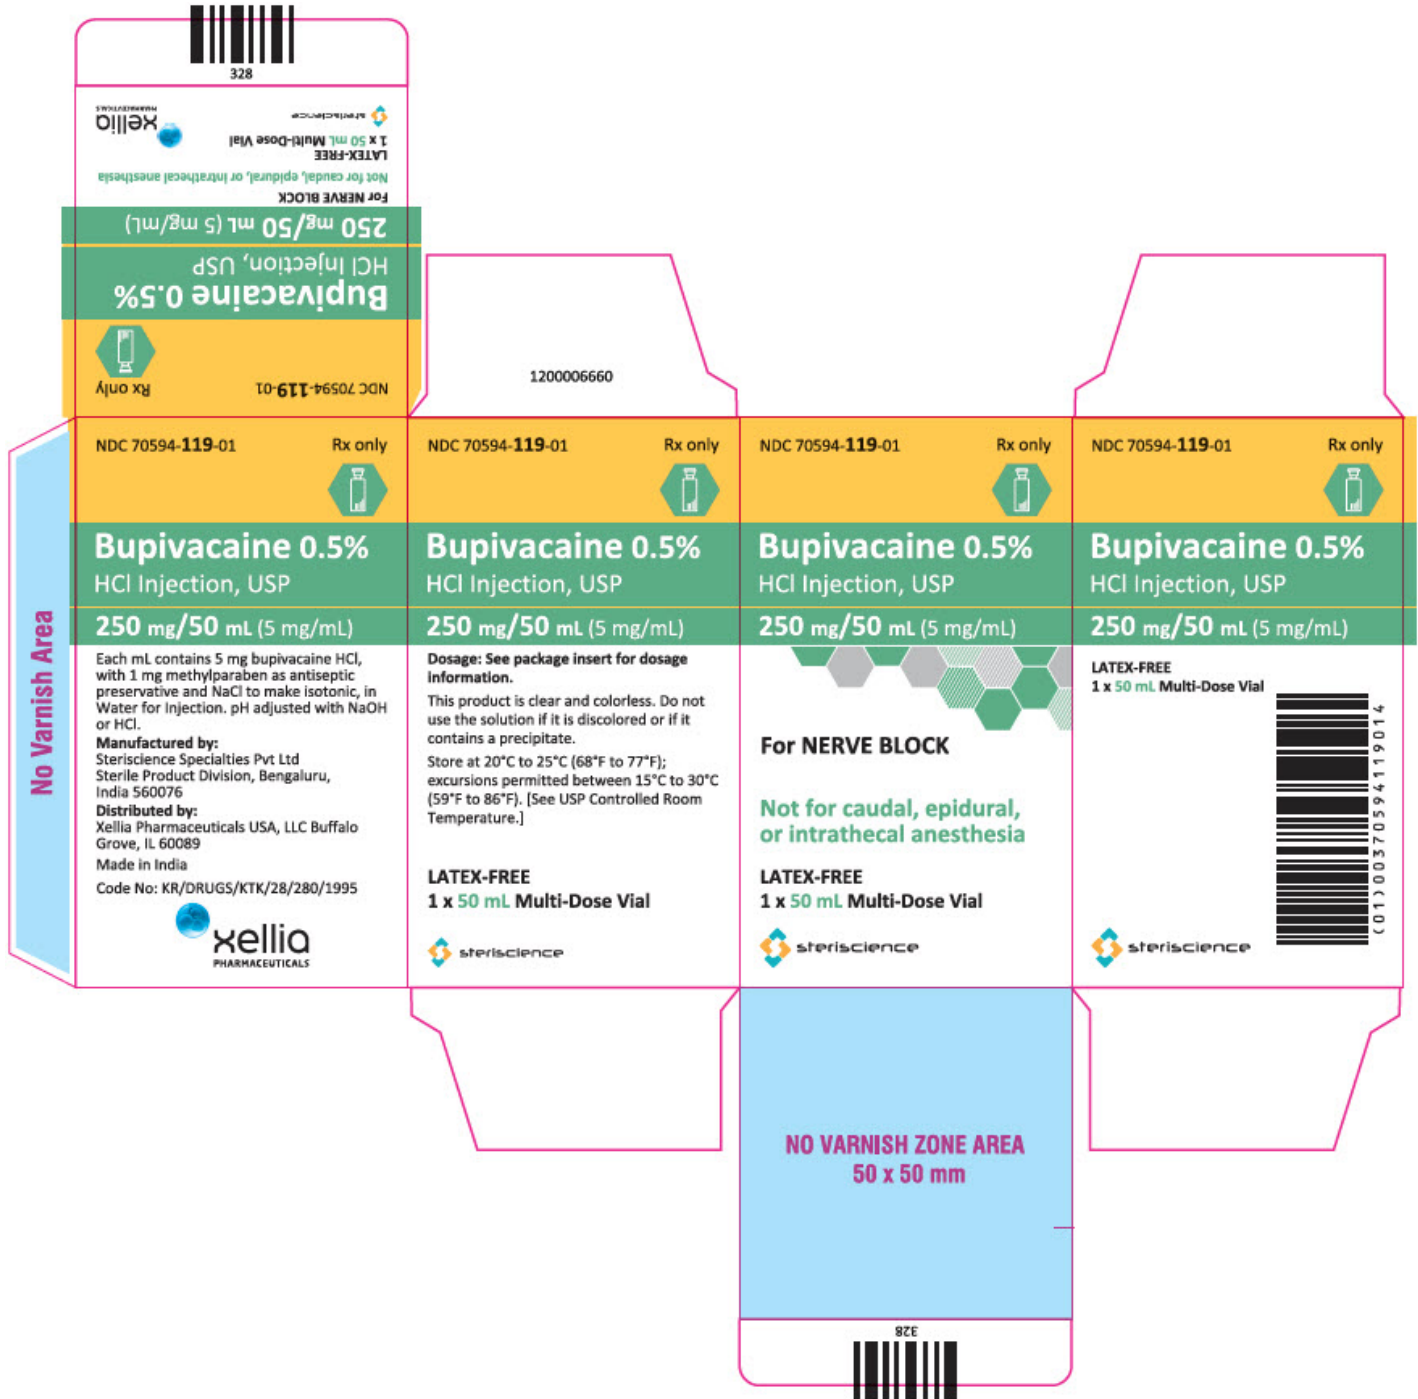 328
NDC 70594-119-01 Rx only
Bupivacaine 0.5%
HCl Injection, USP
250 mg/50 mL (5 mg/mL)
For NERVE BLOCK
Not for caudal, epidural, or intrathecal anesthesia
LATEX-FREE
1 x 50 mL Multi-Dose Vial
steriscience
xellia
PHARMACEUTICALS
1200006660
No Varnish Area
NDC 70594-119-01 Rx only
Bupivacaine 0.5%
HCl Injection, USP
250 mg/50 mL (5 mg/mL)
Each mL contains 5 mg bupivacaine HCl,
with 1 mg methylparaben as antiseptic
preservative and NaCl to make isotonic, in
Water for Injection. pH adjusted with NaOH
or HCl.
Manufactured by:
Steriscience Specialties Pvt Ltd
Sterile Product Division, Bengaluru,
India 560076
Distributed by:
Xellia Pharmaceuticals USA, LLC Buffalo
Grove, IL 60089
Made in India
Code No: KR/DRUGS/KTK/28/280/1995
xellia
PHARMACEUTICALS
NDC 70594-119-01 Rx only
Bupivacaine 0.5%
HCl Injection, USP
250 mg/50 mL (5 mg/mL)
Dosage: See package insert for dosage
information.
This product is clear and colorless. Do not
use the solution if it is discolored or if it
contains a precipitate.
Store at 20°C to 25°C (68°F to 77°F);
excursions permitted between 15°C to 30°C
(59°F to 86°F). [See USP Controlled Room
Temperature.]
LATEX-FREE
1 x 50 mL Multi-Dose Vial
steriscience
NDC 70594-119-01 Rx only
Bupivacaine 0.5%
HCl Injection, USP
250 mg/50 mL (5 mg/mL)
For NERVE BLOCK
Not for caudal, epidural,
or intrathecal anesthesia
LATEX-FREE
1 x 50 mL Multi-Dose Vial
steriscience
NDC 70594-119-01 Rx only
Bupivacaine 0.5%
HCl Injection, USP
250 mg/50 mL (5 mg/mL)
LATEX-FREE
1 x 50 mL Multi-Dose Vial
(01)00370594119014
steriscience
NO VARNISH ZONE AREA
50 x 50 mm
328